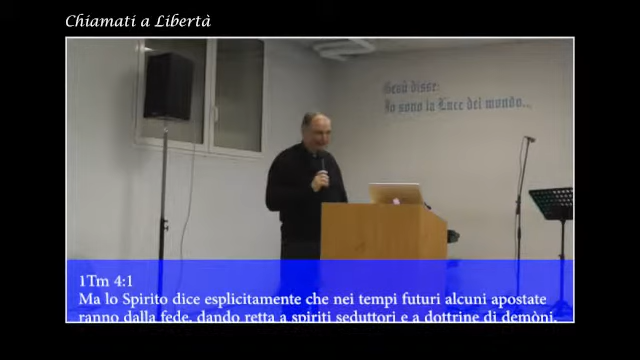 Chiamati a Libertà
Gesù disse:
Io sono la Luce del mondo...
1Tm 4:1
Ma lo Spirito dice esplicitamente che nei tempi futuri alcuni apostate
ranno dalla fede, dando retta a spiriti seduttori e a dottrine di demòni,